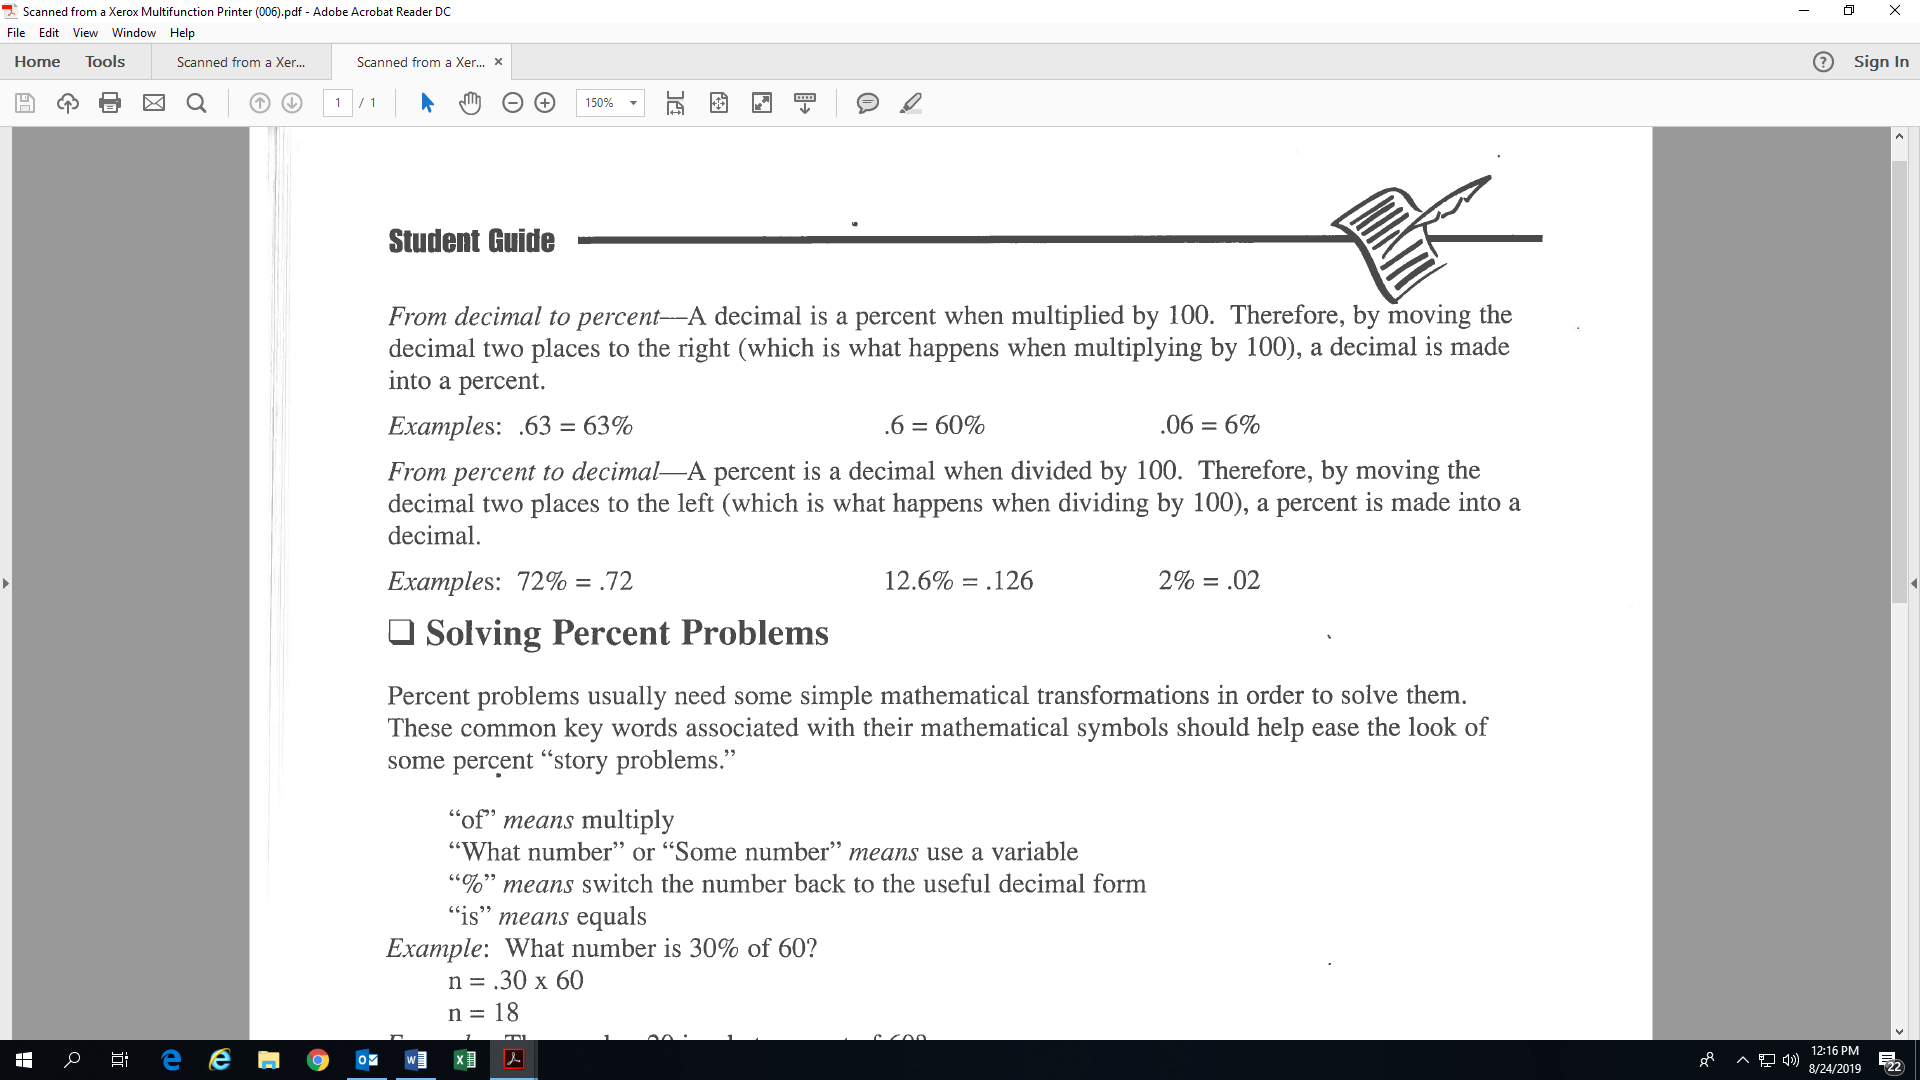 Scanned from a Xerox Multifunction Printer (006).pdf - Adobe Acrobat Reader DC
File Edit View Window Help
Home Tools Scanned from a Xer... Scanned from a Xer... × ? Sign In
1 / 1 150%
Student Guide
From decimal to percent—A decimal is a percent when multiplied by 100. Therefore, by moving the
decimal two places to the right (which is what happens when multiplying by 100), a decimal is made
into a percent.
Examples: .63 = 63% .6 = 60% .06 = 6%
From percent to decimal—A percent is a decimal when divided by 100. Therefore, by moving the
decimal two places to the left (which is what happens when dividing by 100), a percent is made into a
decimal.
Examples: 72% = .72 12.6% = .126 2% = .02
❑ Solving Percent Problems
Percent problems usually need some simple mathematical transformations in order to solve them.
These common key words associated with their mathematical symbols should help ease the look of
some percent “story problems.”
“of” means multiply
“What number” or “Some number” means use a variable
“%” means switch the number back to the useful decimal form
“is” means equals
Example: What number is 30% of 60?
n = .30 x 60
n = 18
12:16 PM
8/24/2019
22